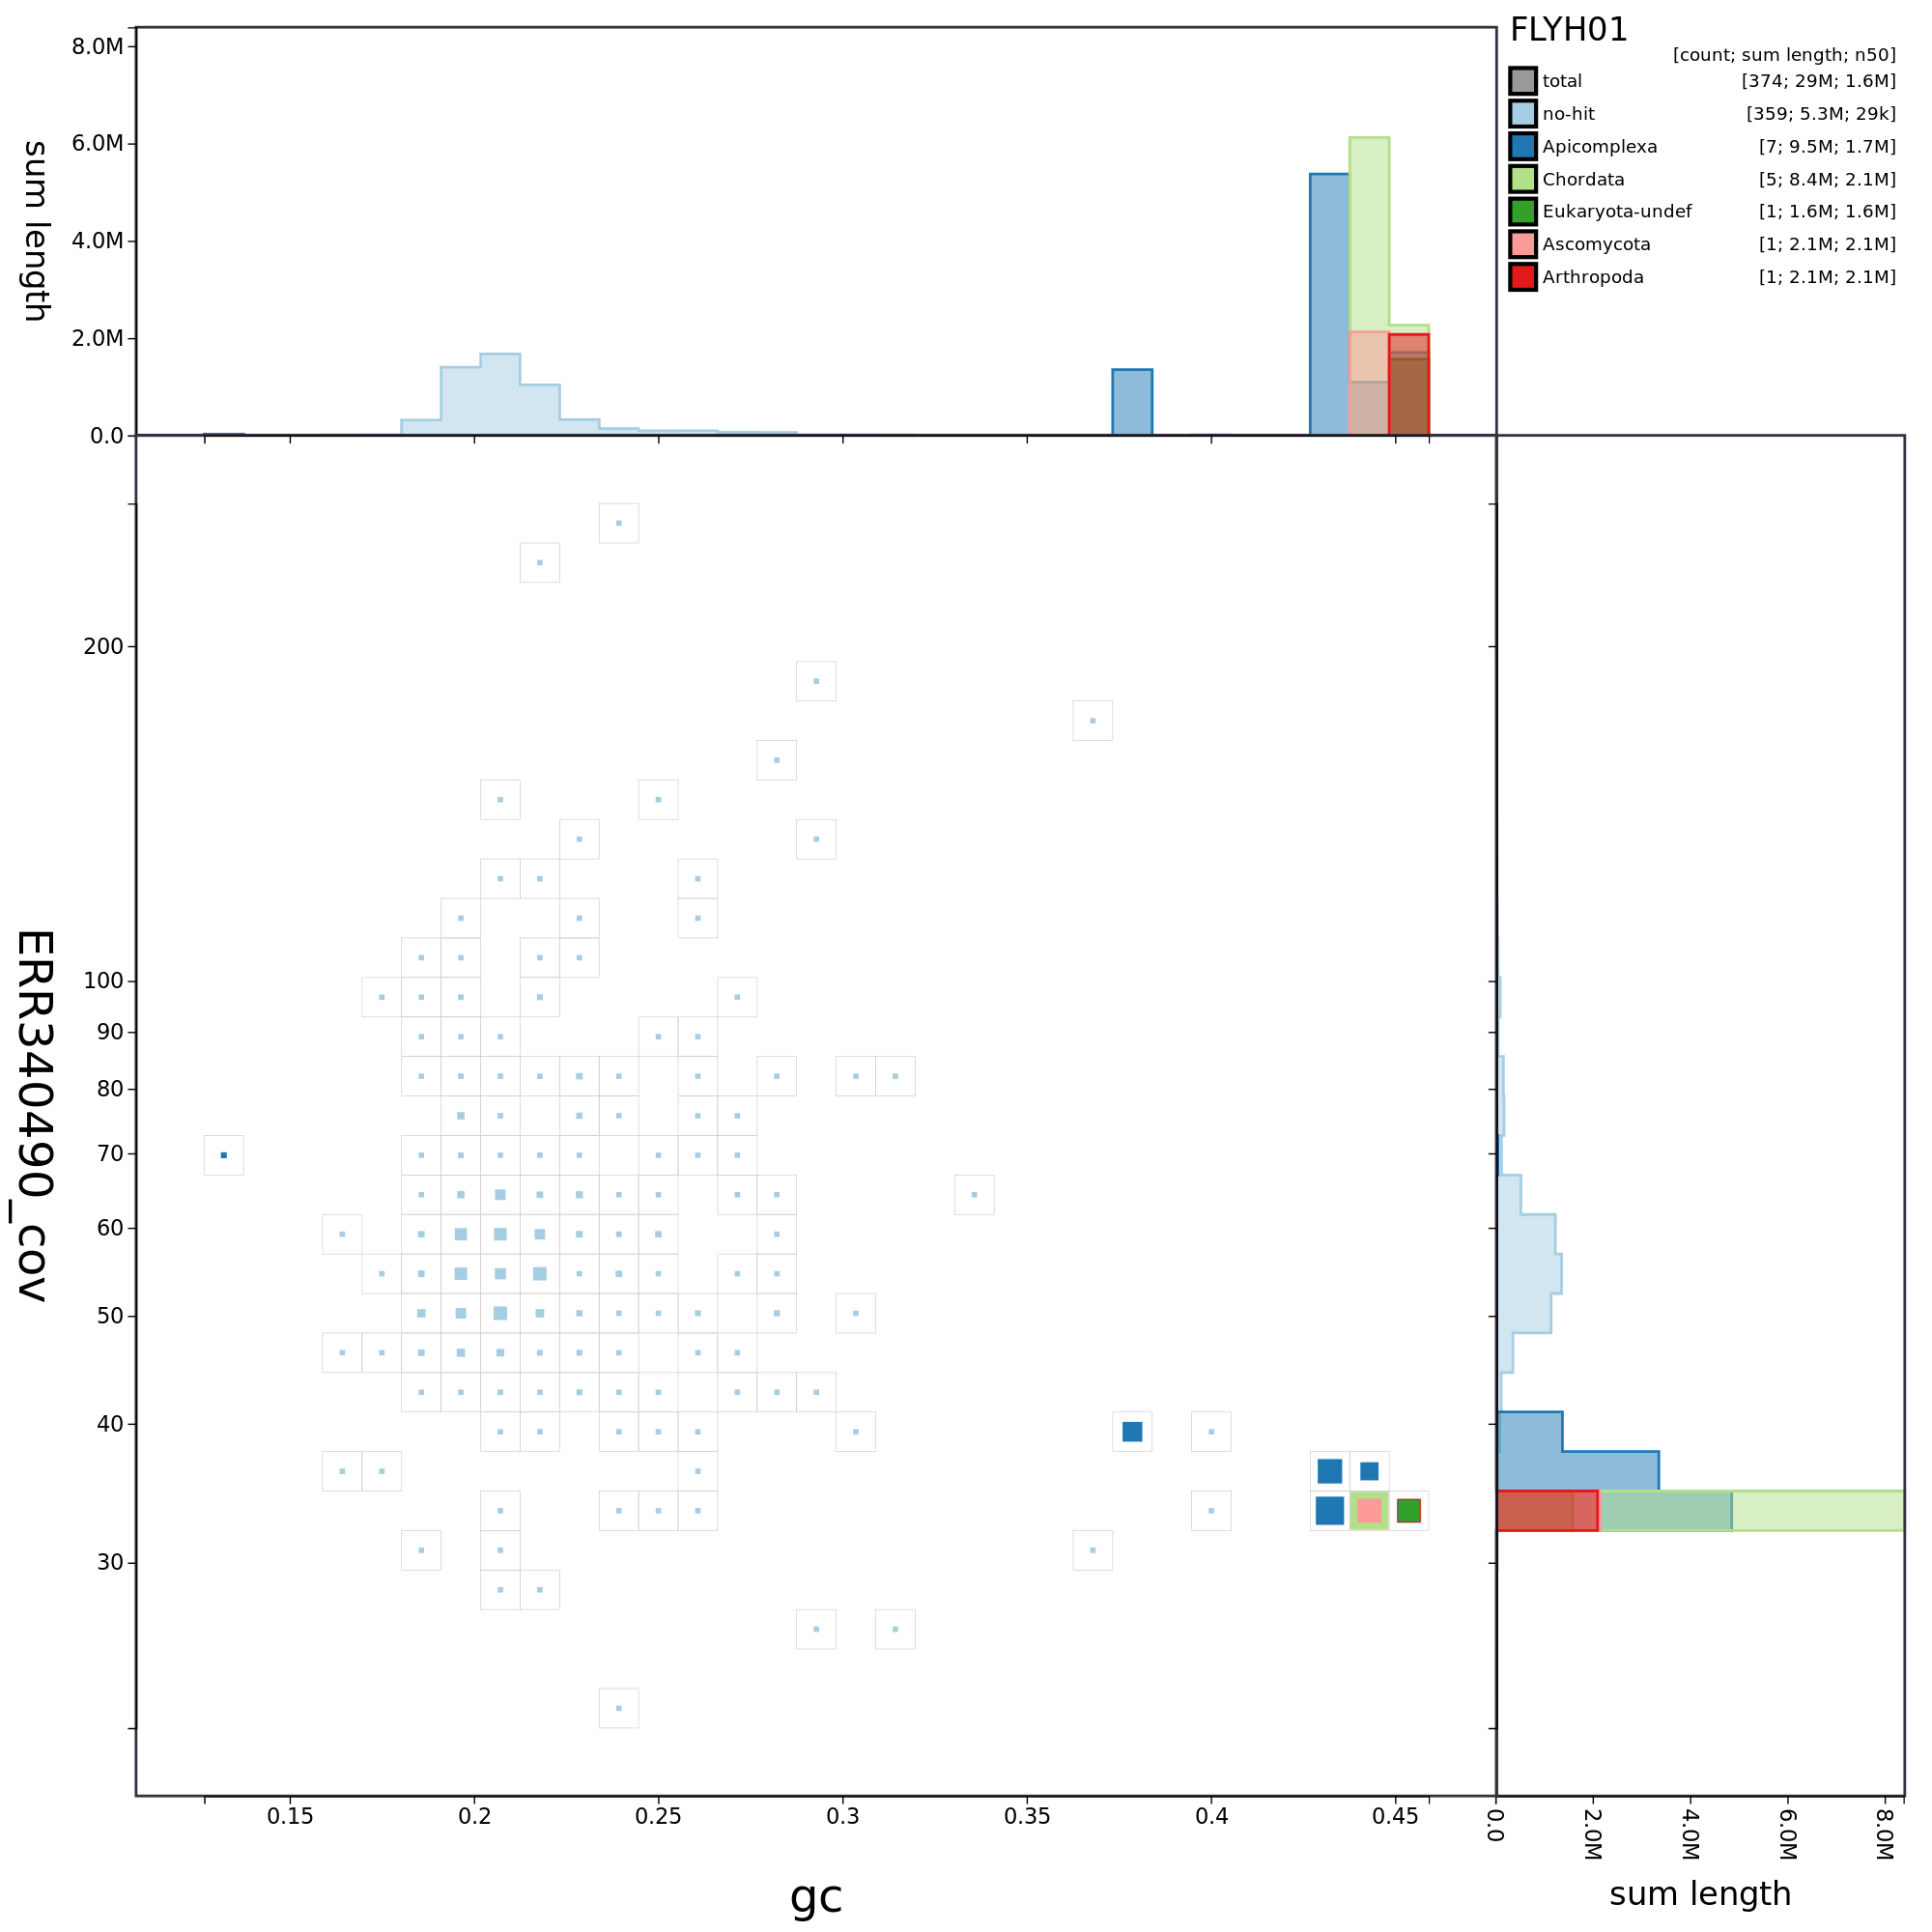 FLYH01
[count; sum length; n50]
total [374; 29M; 1.6M]
no-hit [359; 5.3M; 29k]
Apicomplexa [7; 9.5M; 1.7M]
Chordata [5; 8.4M; 2.1M]
Eukaryota-undef [1; 1.6M; 1.6M]
Ascomycota [1; 2.1M; 2.1M]
Arthropoda [1; 2.1M; 2.1M]
sum length
8.0M
6.0M
4.0M
2.0M
0.0
ERR340490_cov
200
100
90
80
70
60
50
40
30
0.15 0.2 0.25 0.3 0.35 0.4 0.45
gc
0.0 2.0M 4.0M 6.0M 8.0M
sum length